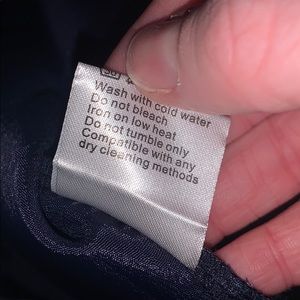 Wash with cold water
Do not bleach
Iron on low heat
Do not tumble only
Compatible with any
dry cleaning methods